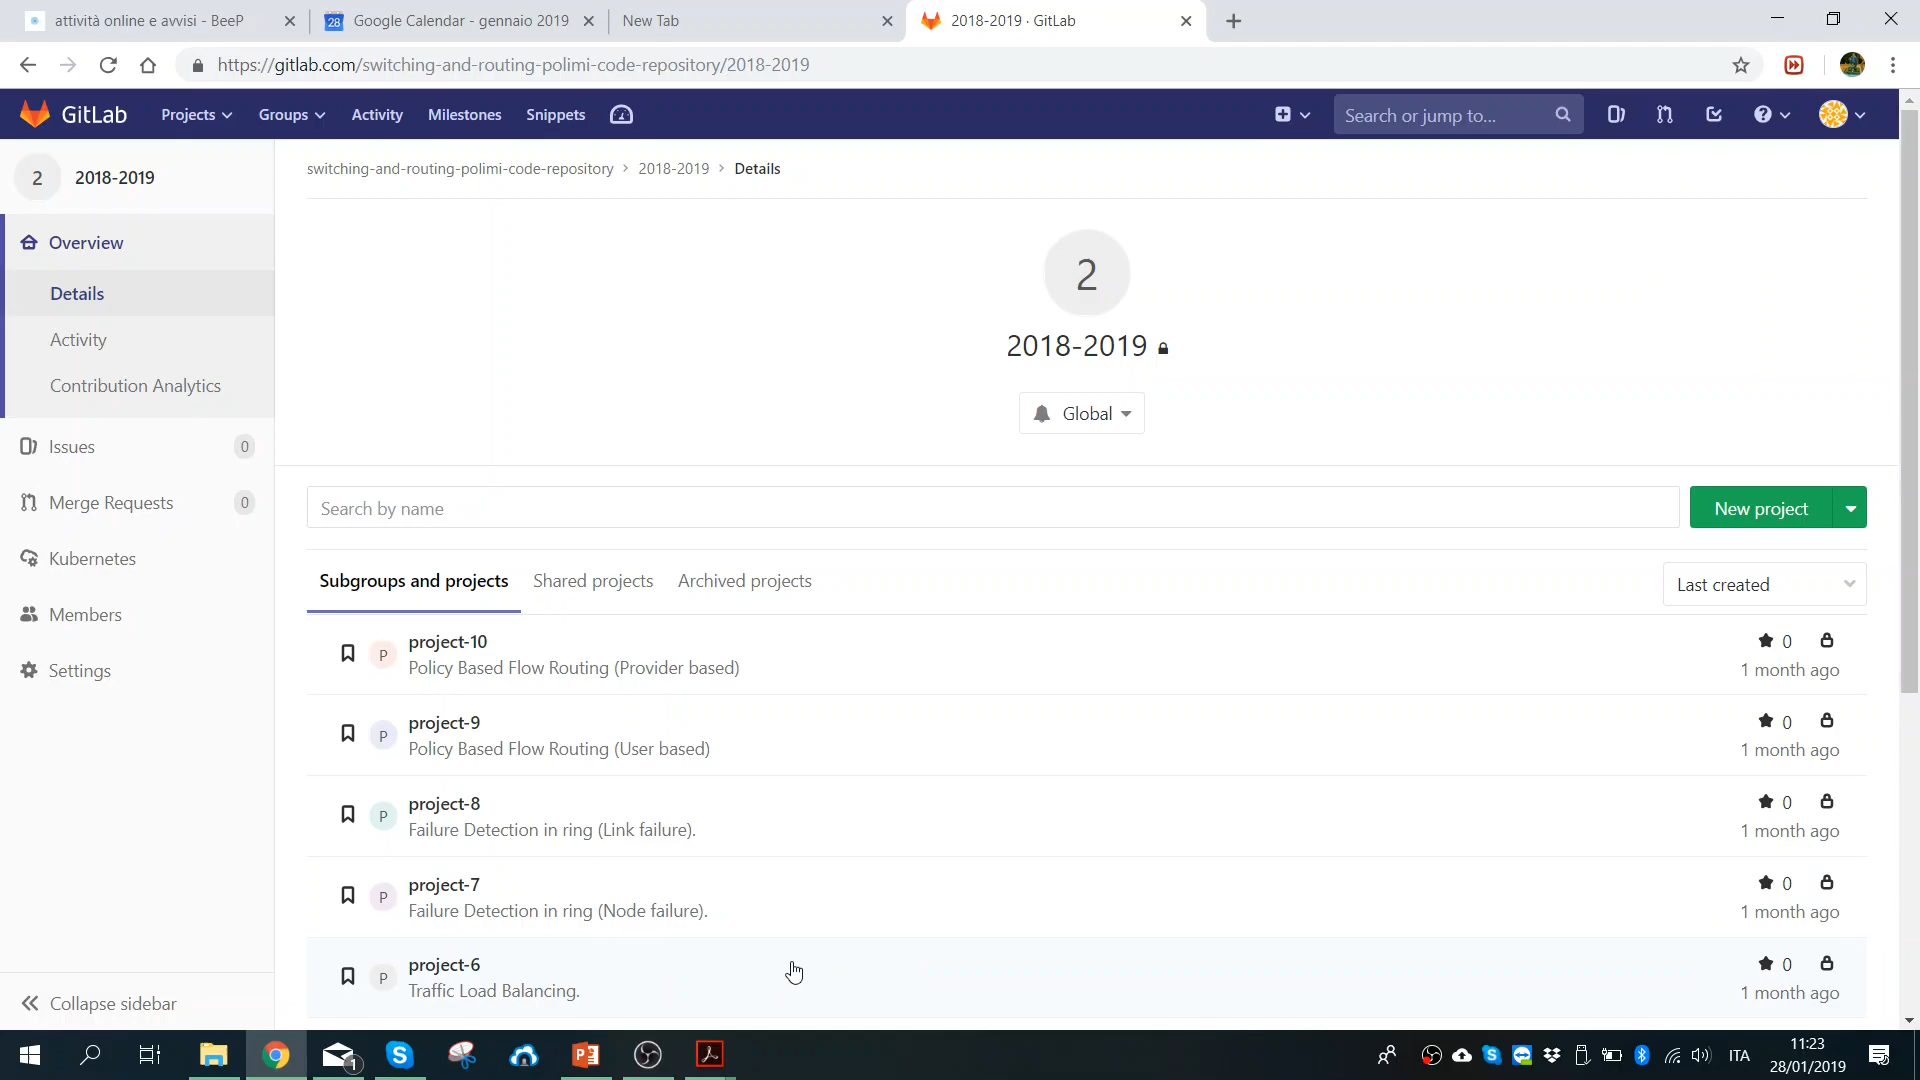 attività online e avvisi - BeeP
28 Google Calendar - gennaio 2019
New Tab
2018-2019 · GitLab
https://gitlab.com/switching-and-routing-polimi-code-repository/2018-2019
GitLab Projects Groups Activity Milestones Snippets Search or jump to...
2 2018-2019
Overview
Details
Activity
Contribution Analytics
Issues 0
Merge Requests 0
Kubernetes
Members
Settings
Collapse sidebar
switching-and-routing-polimi-code-repository > 2018-2019 > Details
2
2018-2019
Global
Search by name
New project
Subgroups and projects Shared projects Archived projects
Last created
P project-10 0
Policy Based Flow Routing (Provider based) 1 month ago
P project-9 0
Policy Based Flow Routing (User based) 1 month ago
P project-8 0
Failure Detection in ring (Link failure). 1 month ago
P project-7 0
Failure Detection in ring (Node failure). 1 month ago
P project-6 0
Traffic Load Balancing. 1 month ago
1
ITA
11:23
28/01/2019